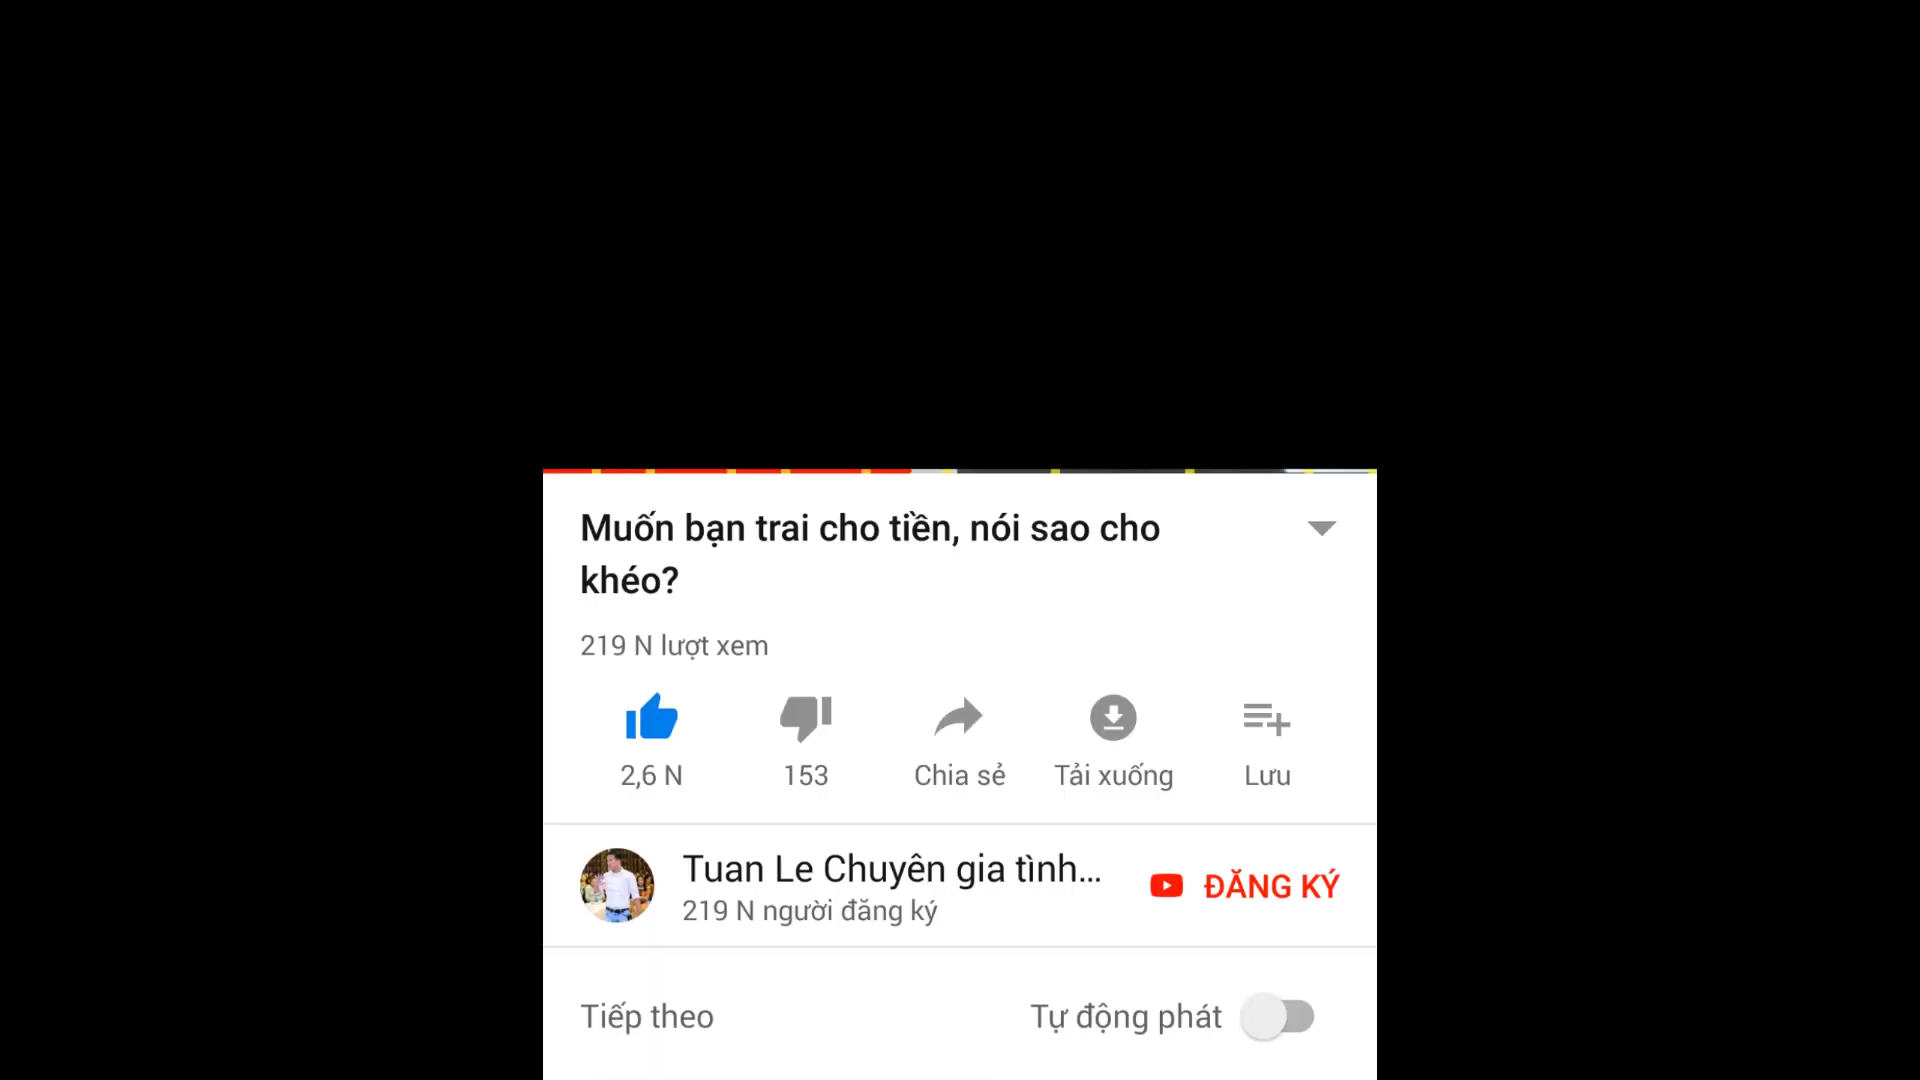 Muốn bạn trai cho tiền, nói sao cho
khéo?
219 N lượt xem
2,6 N
153
Chia sẻ
Tải xuống
Lưu
Tuan Le Chuyên gia tình...
ĐĂNG KÝ
219 N người đăng ký
Tiếp theo
Tự động phát